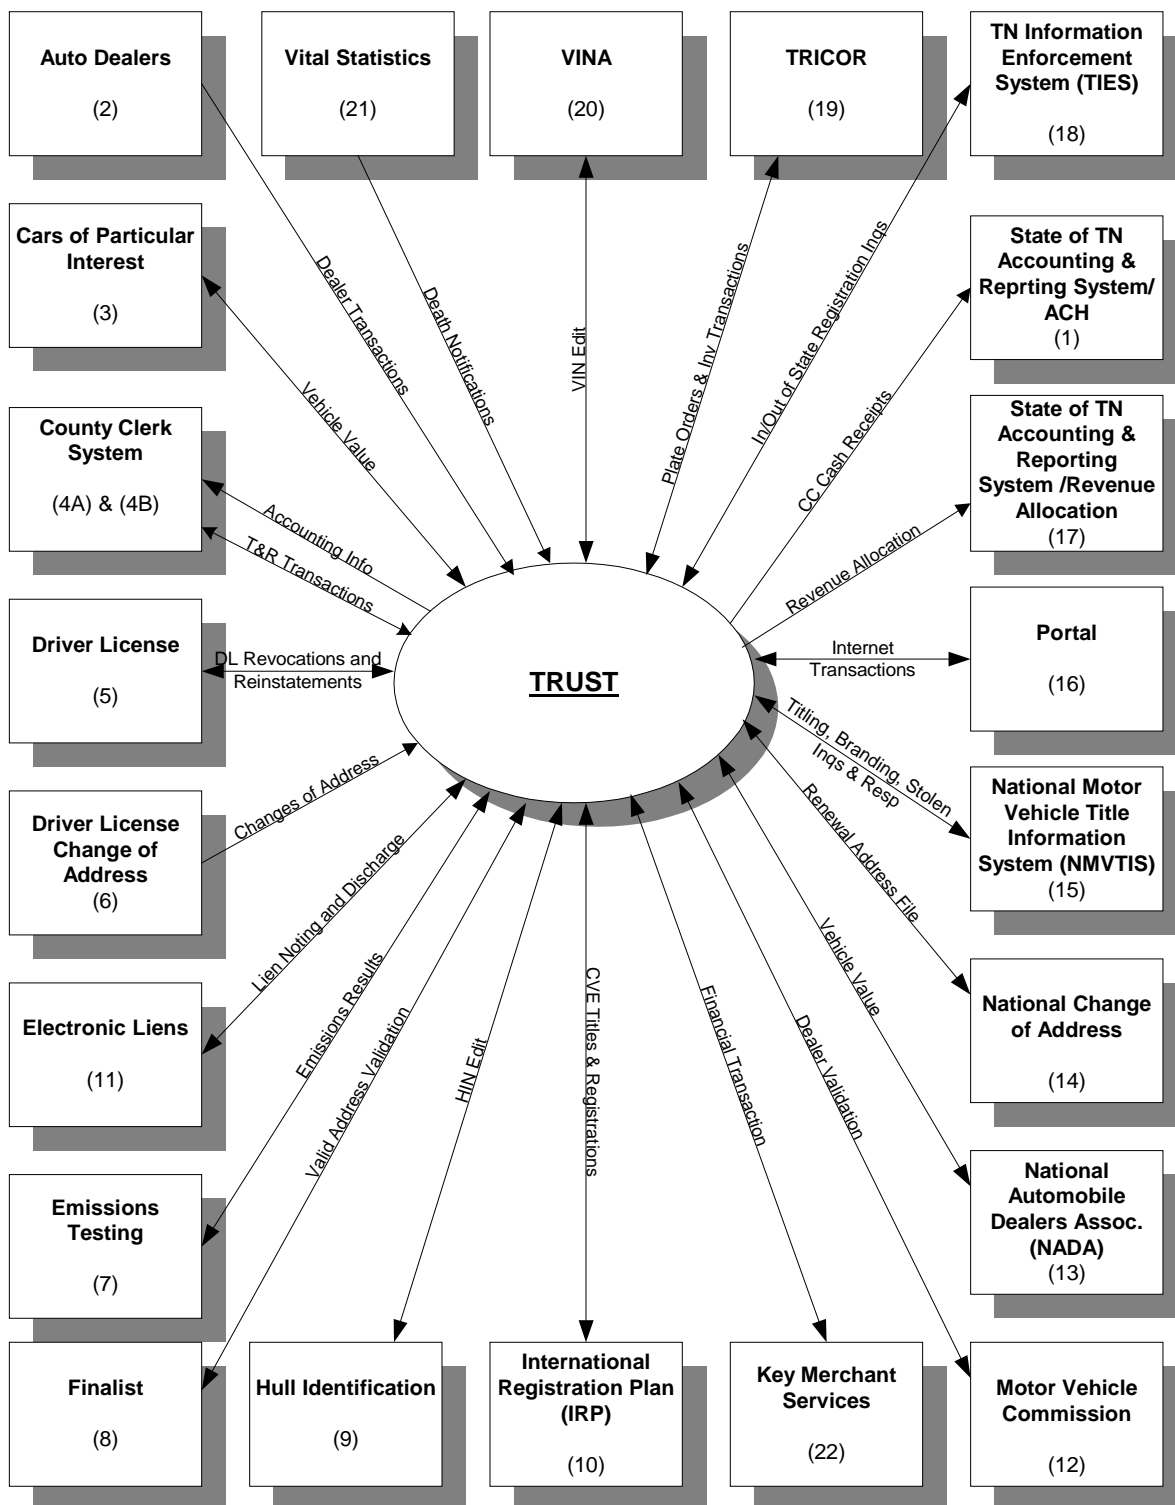 Auto Dealers
(2)
Vital Statistics
(21)
VINA
(20)
TRICOR
(19)
TN Information
Enforcement
System (TIES)
(18)
Cars of Particular
Interest
(3)
State of TN
Accounting &
Reprting System/
ACH
(1)
County Clerk
System
(4A) & (4B)
State of TN
Accounting &
Reporting
System /Revenue
Allocation
(17)
Driver License
(5)
Portal
(16)
Driver License
Change of
Address
(6)
National Motor
Vehicle Title
Information
System (NMVTIS)
(15)
Electronic Liens
(11)
National Change
of Address
(14)
Emissions
Testing
(7)
National
Automobile
Dealers Assoc.
(NADA)
(13)
Finalist
(8)
Hull Identification
(9)
International
Registration Plan
(IRP)
(10)
Key Merchant
Services
(22)
Motor Vehicle
Commission
(12)
TRUST
Dealer Transactions
Death Notifications
VIN Edit
Plate Orders & Inv Transactions
In/Out of State Registration Inqs
CC Cash Receipts
Revenue Allocation
Internet
Transactions
Titling, Branding, Stolen
Inqs & Resp
Renewal Address File
Vehicle Value
Dealer Validation
Financial Transaction
CVE Titles & Registrations
HIN Edit
Valid Address Validation
Emissions Results
Lien Noting and Discharge
Changes of Address
DL Revocations and
Reinstatements
T&R Transactions
Accounting Info
Vehicle Value